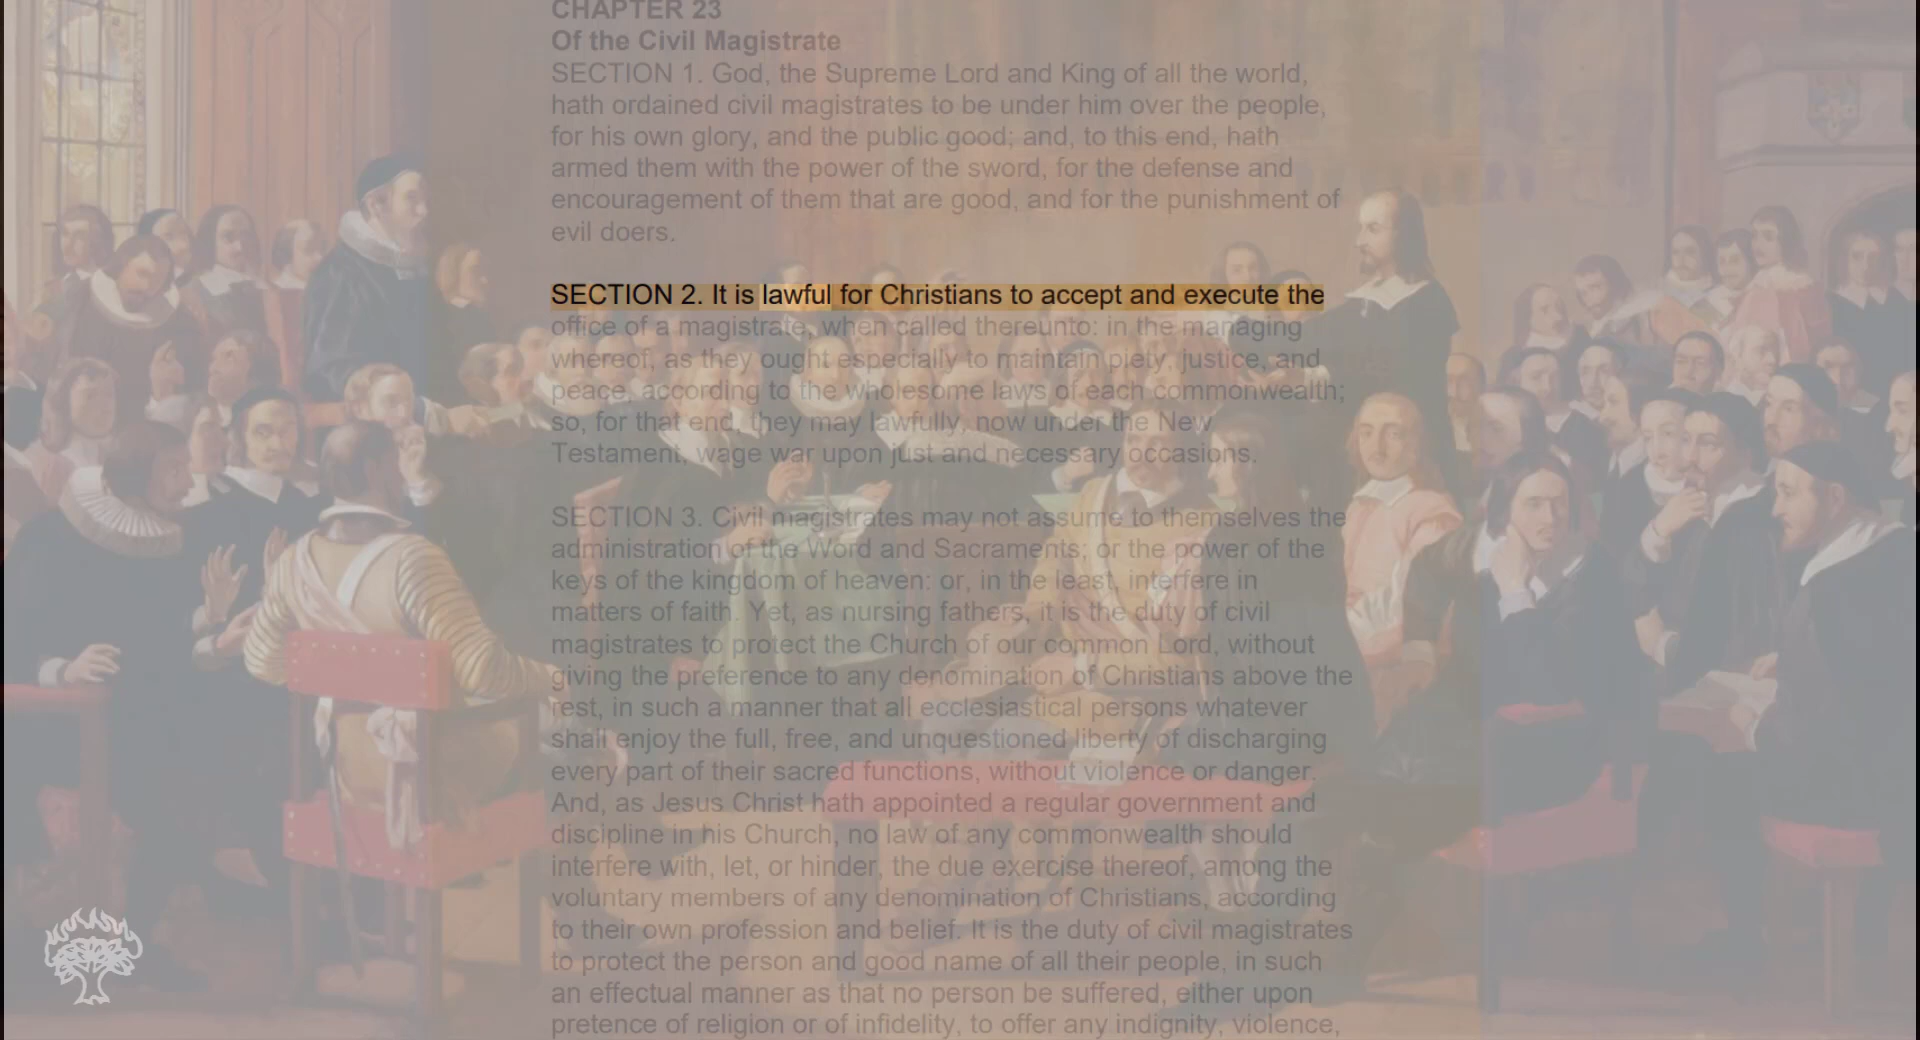 CHAPTER 23
Of the Civil Magistrate
SECTION 1. God, the Supreme Lord and King of all the world,
hath ordained civil magistrates to be under him over the people,
for his own glory, and the public good; and, to this end, hath
armed them with the power of the sword, for the defense and
encouragement of them that are good, and for the punishment of
evil doers.
SECTION 2. It is lawful for Christians to accept and execute the
office of a magistrate, when called thereunto: in the managing
whereof, as they ought especially to maintain piety, justice, and
peace, according to the wholesome laws of each commonwealth;
so, for that end, they may lawfully, now under the New
Testament, wage war upon just and necessary occasions.
SECTION 3. Civil magistrates may not assume to themselves the
administration of the Word and Sacraments; or the power of the
keys of the kingdom of heaven: or, in the least, interfere in
matters of faith. Yet, as nursing fathers, it is the duty of civil
magistrates to protect the Church of our common Lord, without
giving the preference to any denomination of Christians above the
rest, in such a manner that all ecclesiastical persons whatever
shall enjoy the full, free, and unquestioned liberty of discharging
every part of their sacred functions, without violence or danger.
And, as Jesus Christ hath appointed a regular government and
discipline in his Church, no law of any commonwealth should
interfere with, let, or hinder, the due exercise thereof, among the
voluntary members of any denomination of Christians, according
to their own profession and belief. It is the duty of civil magistrates
to protect the person and good name of all their people, in such
an effectual manner as that no person be suffered, either upon
pretence of religion or of infidelity, to offer any indignity, violence,